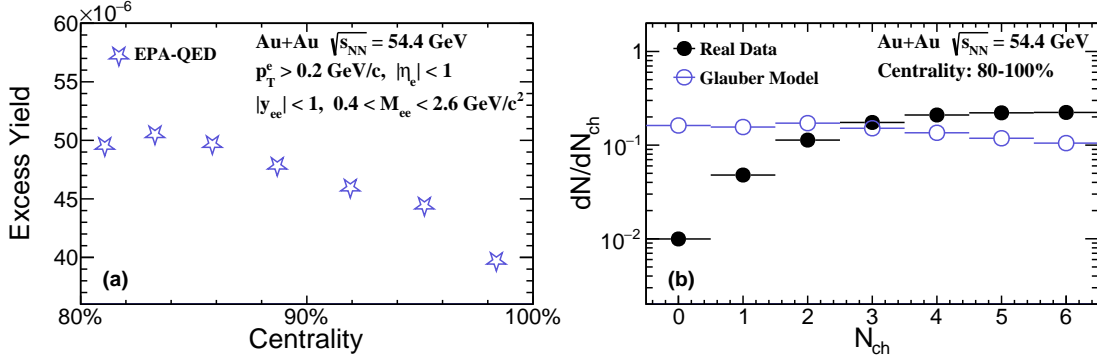 60 ×10⁻⁶
55
50
45
40
Excess Yield
EPA-QED
Au+Au √s_NN = 54.4 GeV
p_T^e > 0.2 GeV/c, |η_e| < 1
|y_ee| < 1, 0.4 < M_ee < 2.6 GeV/c²
(a)
80% 90% 100%
Centrality
1
10⁻¹
10⁻²
dN/dN_ch
Real Data
Glauber Model
Au+Au √s_NN = 54.4 GeV
Centrality: 80-100%
(b)
0 1 2 3 4 5 6
N_ch